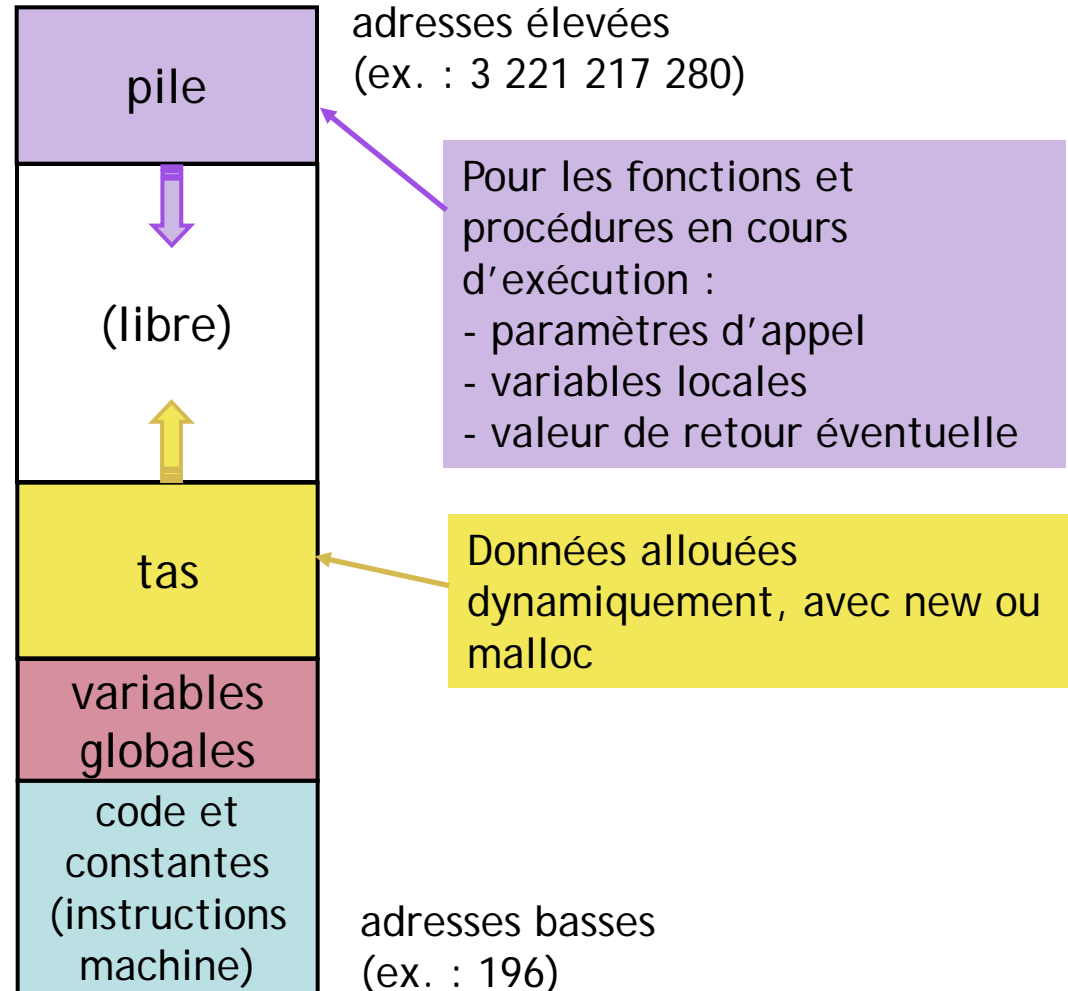 adresses élevées
(ex. : 3 221 217 280)
pile
Pour les fonctions et
procédures en cours
d’exécution :
- paramètres d’appel
- variables locales
- valeur de retour éventuelle
(libre)
tas
Données allouées
dynamiquement, avec new ou
malloc
variables
globales
code et
constantes
(instructions
machine)
adresses basses
(ex. : 196)